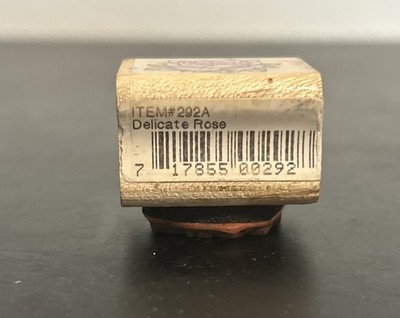 ITEM#292A
Delicate Rose
7 17855 00292